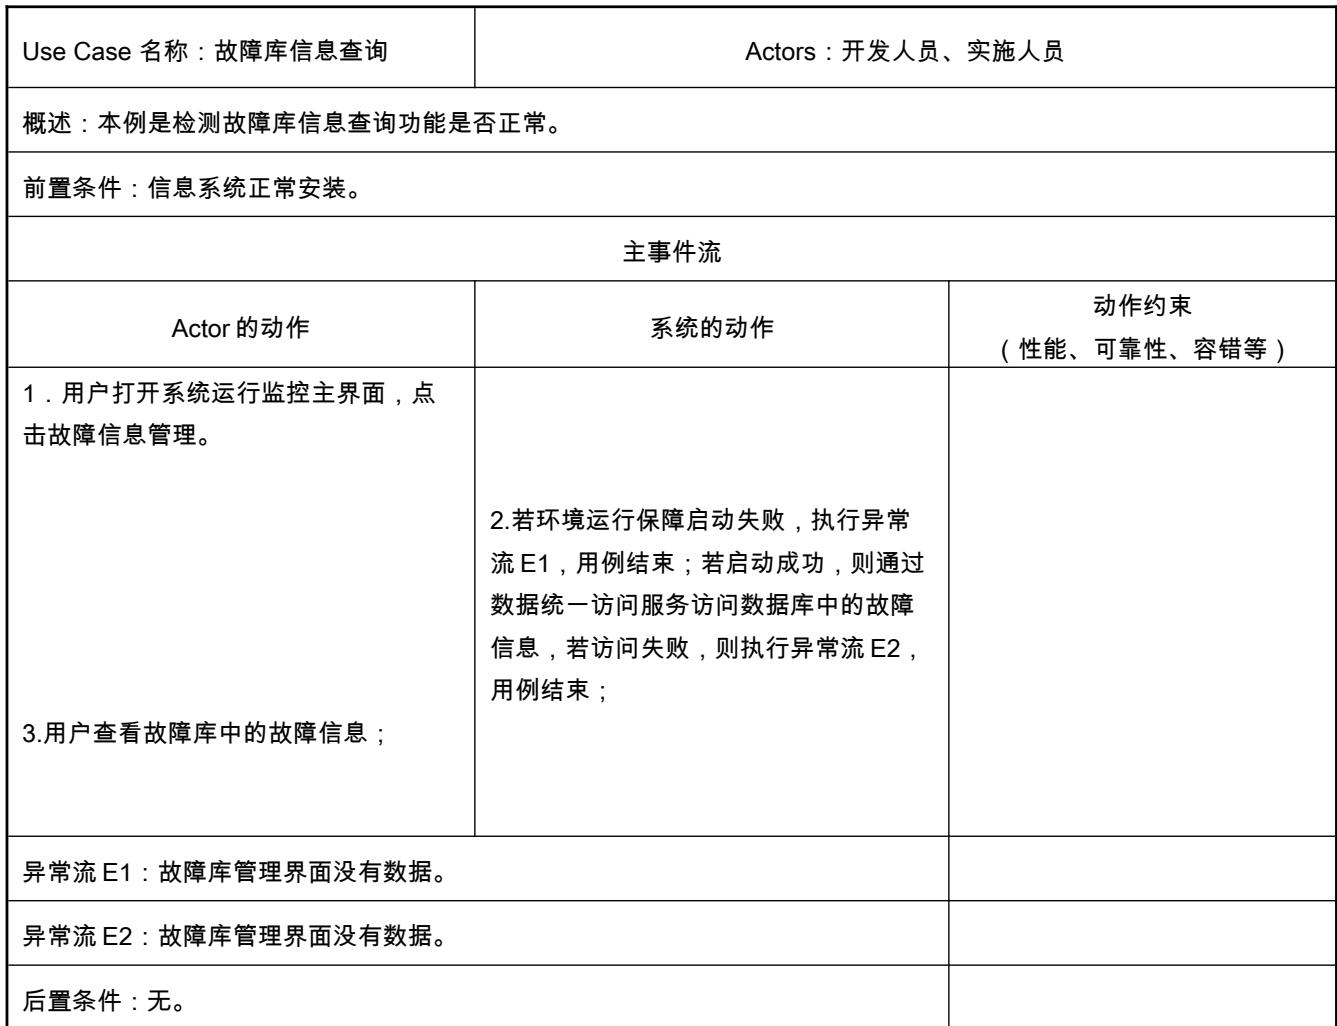 Use Case 名称：故障库信息查询
Actors：开发人员、实施人员
概述：本例是检测故障库信息查询功能是否正常。
前置条件：信息系统正常安装。
主事件流
Actor 的动作
系统的动作
动作约束
（性能、可靠性、容错等）
1．用户打开系统运行监控主界面，点
击故障信息管理。
2.若环境运行保障启动失败，执行异常
流 E1，用例结束；若启动成功，则通过
数据统一访问服务访问数据库中的故障
信息，若访问失败，则执行异常流 E2，
用例结束；
3.用户查看故障库中的故障信息；
异常流 E1：故障库管理界面没有数据。
异常流 E2：故障库管理界面没有数据。
后置条件：无。